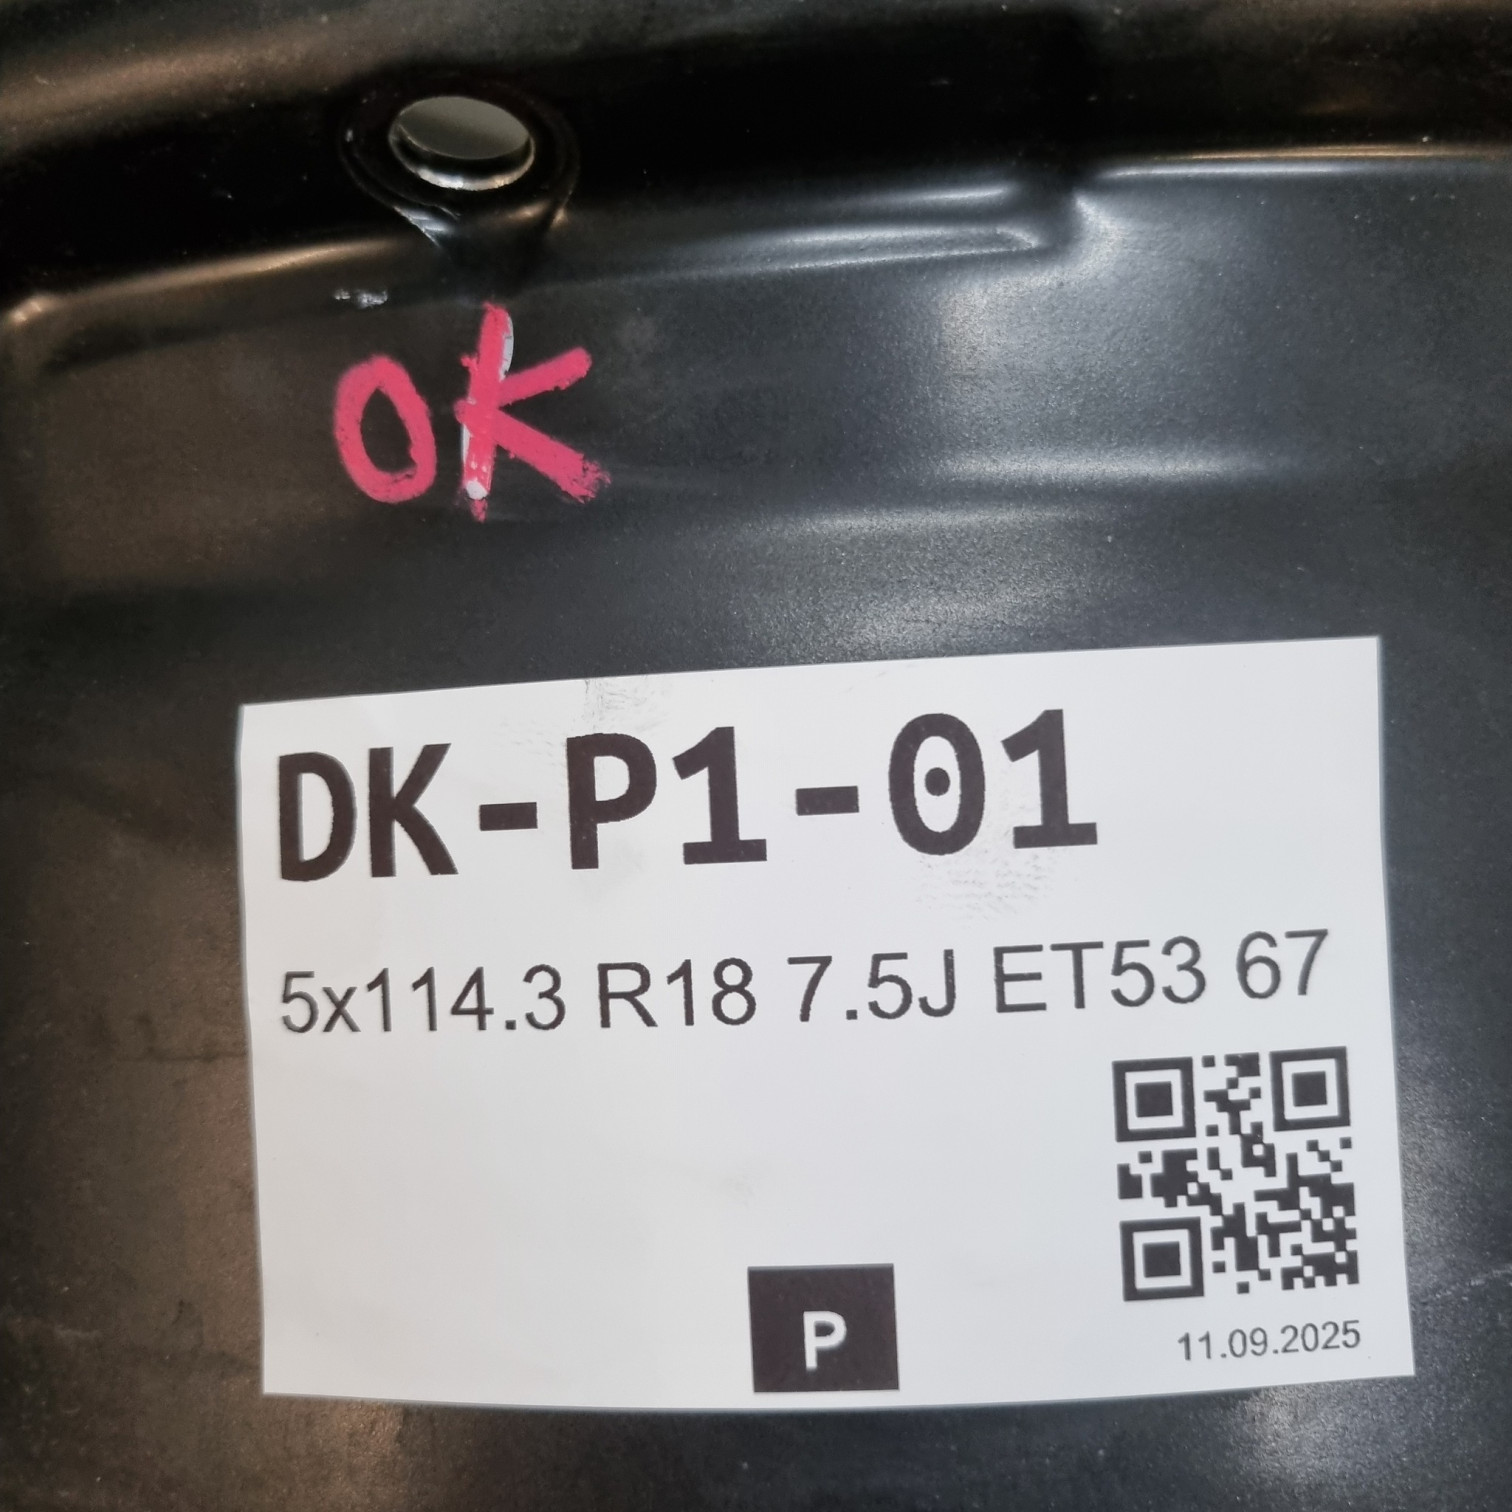 OK
DK-P1-01
5x114.3 R18 7.5J ET53 67
P
11.09.2025